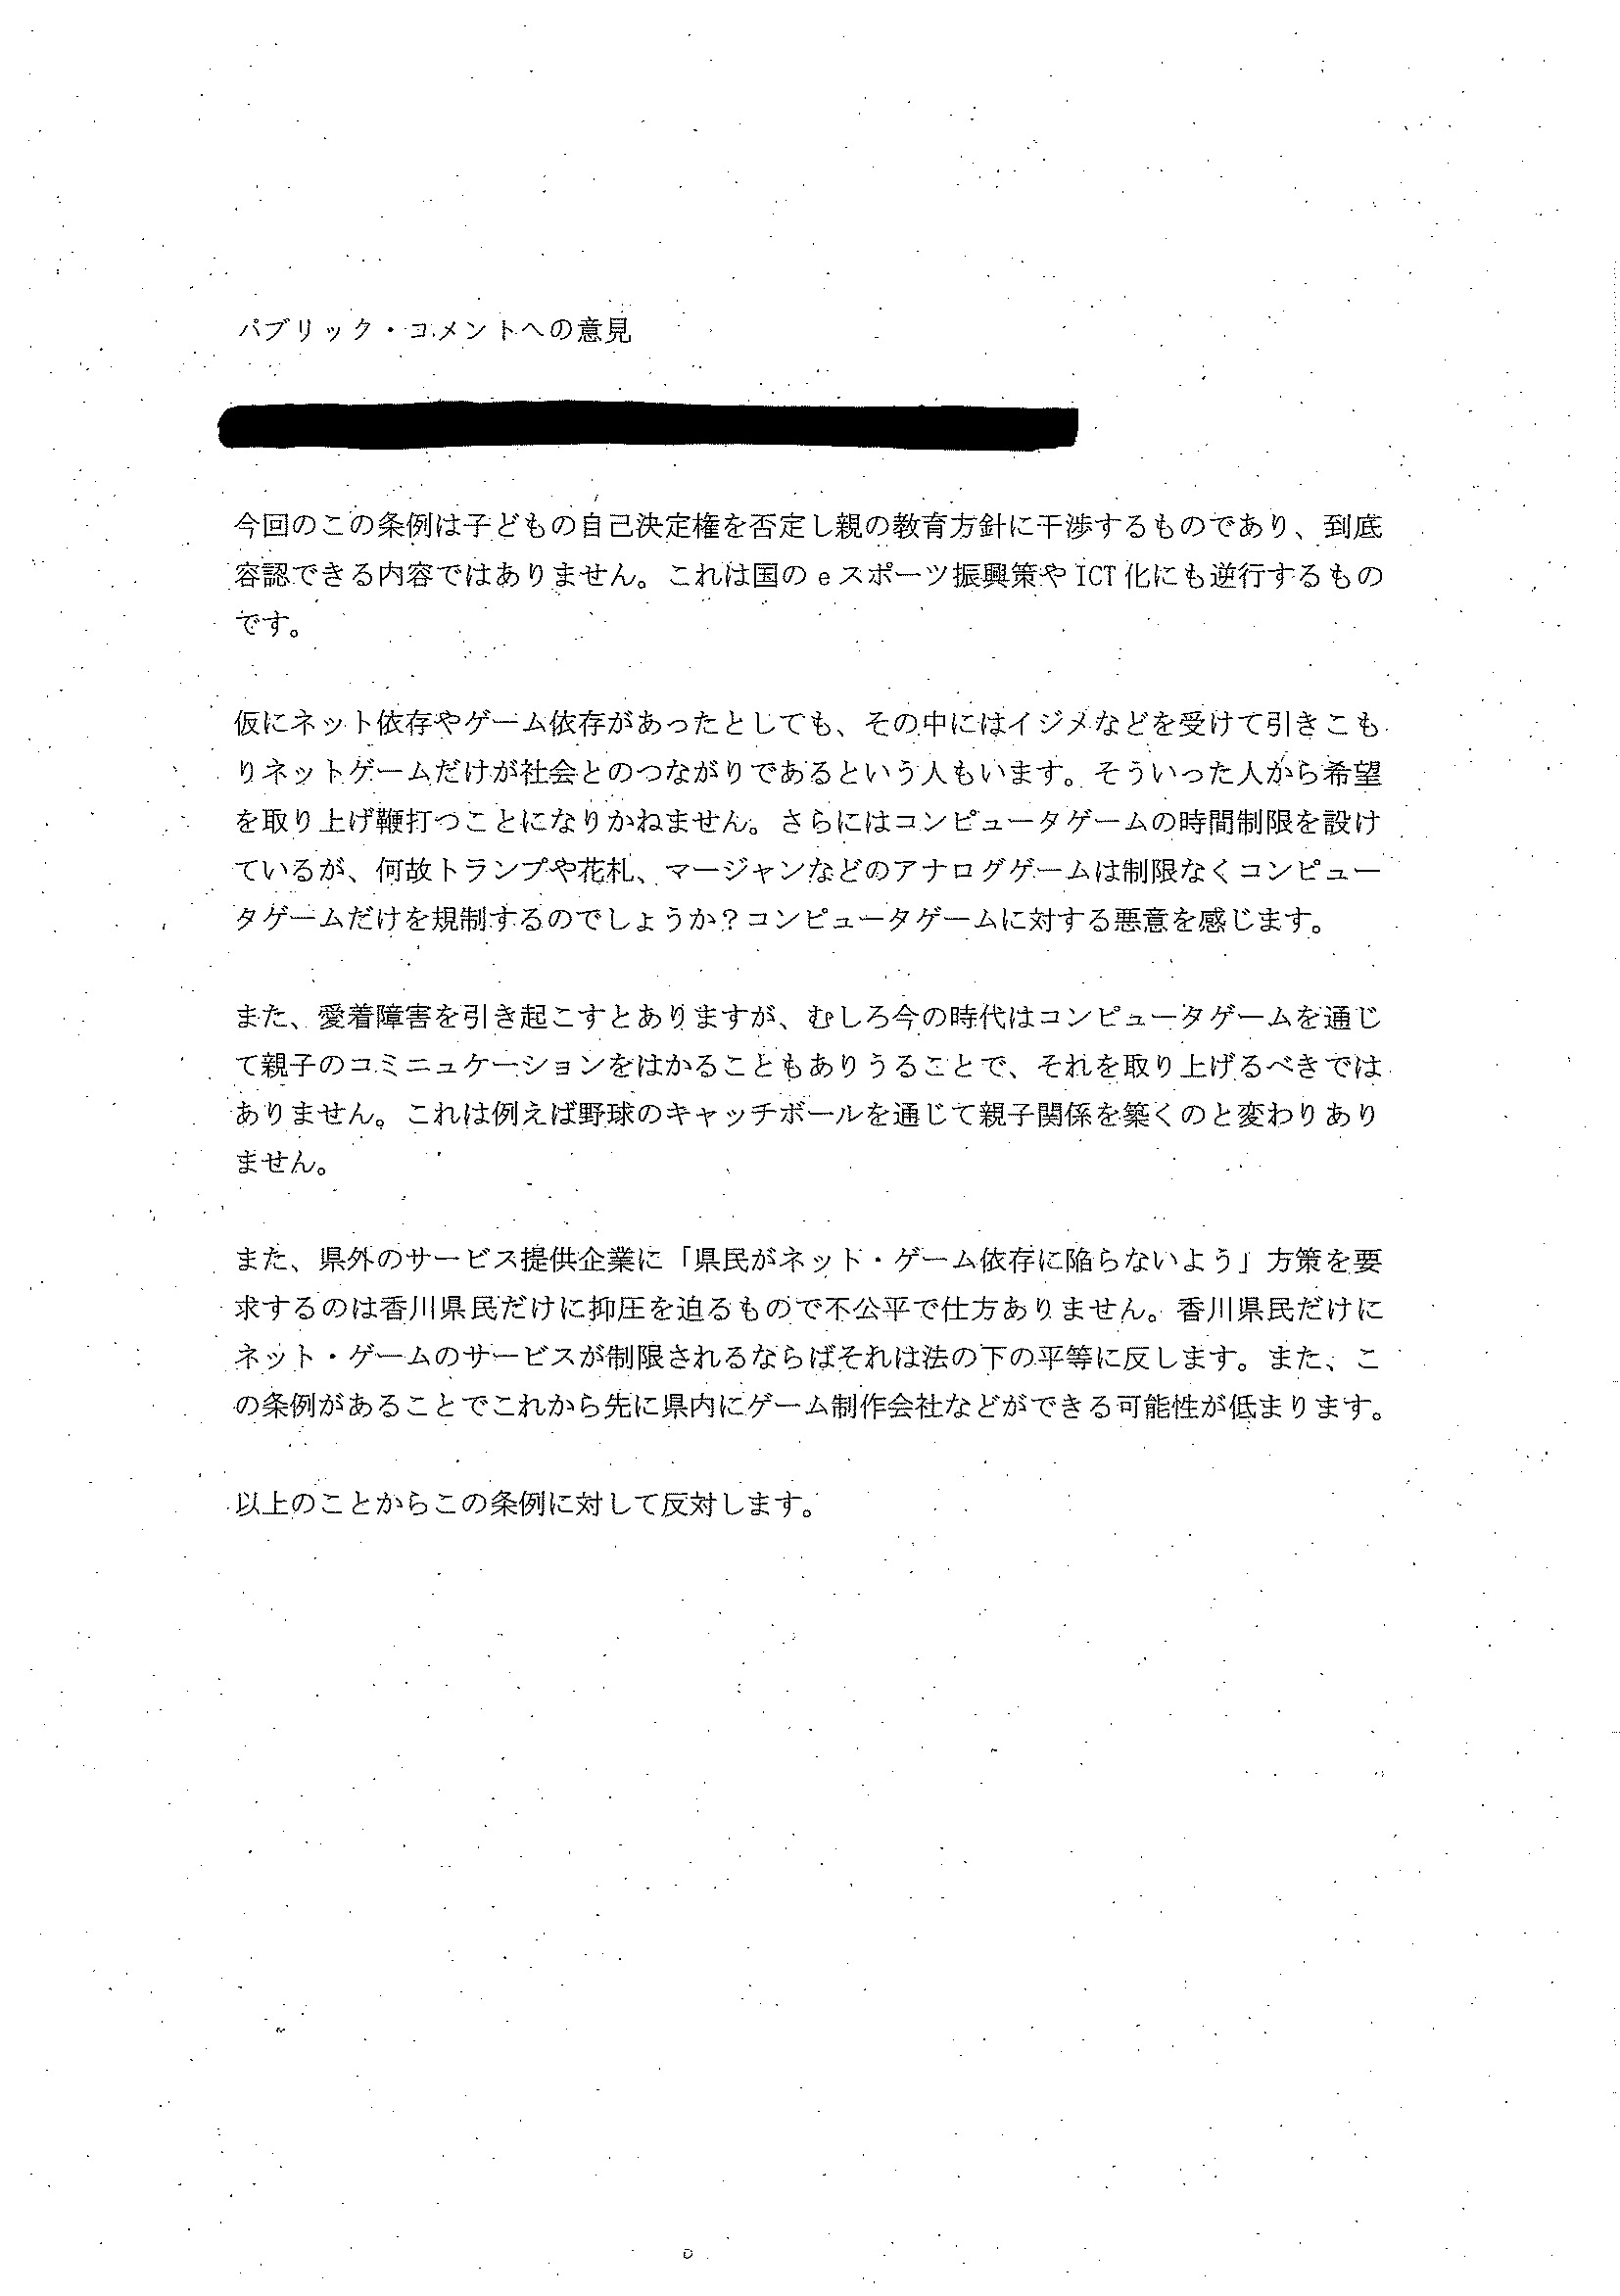 パブリック・コメントへの意見
今回のこの条例は子どもの自己決定権を否定し親の教育方針に干渉するものであり、到底
容認できる内容ではありません。これは国のeスポーツ振興策やICT化にも逆行するもの
です。
仮にネット依存やゲーム依存があったとしても、その中にはイジメなどを受けて引きこも
りネットゲームだけが社会とのつながりであるという人もいます。そういった人から希望
を取り上げ鞭打つことになりかねません。さらにはコンピュータゲームの時間制限を設け
ているが、何故トランプや花札、マージャンなどのアナログゲームは制限なくコンピュー
タゲームだけを規制するのでしょうか？コンピュータゲームに対する悪意を感じます。
また、愛着障害を引き起こすとありますが、むしろ今の時代はコンピュータゲームを通じ
て親子のコミニュケーションをはかることもありうることで、それを取り上げるべきでは
ありません。これは例えば野球のキャッチボールを通じて親子関係を築くのと変わりあり
ません。
また、県外のサービス提供企業に「県民がネット・ゲーム依存に陥らないよう」方策を要
求するのは香川県民だけに抑圧を迫るもので不公平で仕方ありません。香川県民だけに
ネット・ゲームのサービスが制限されるならばそれは法の下の平等に反します。また、こ
の条例があることでこれから先に県内にゲーム制作会社などができる可能性が低まります。
以上のことからこの条例に対して反対します。